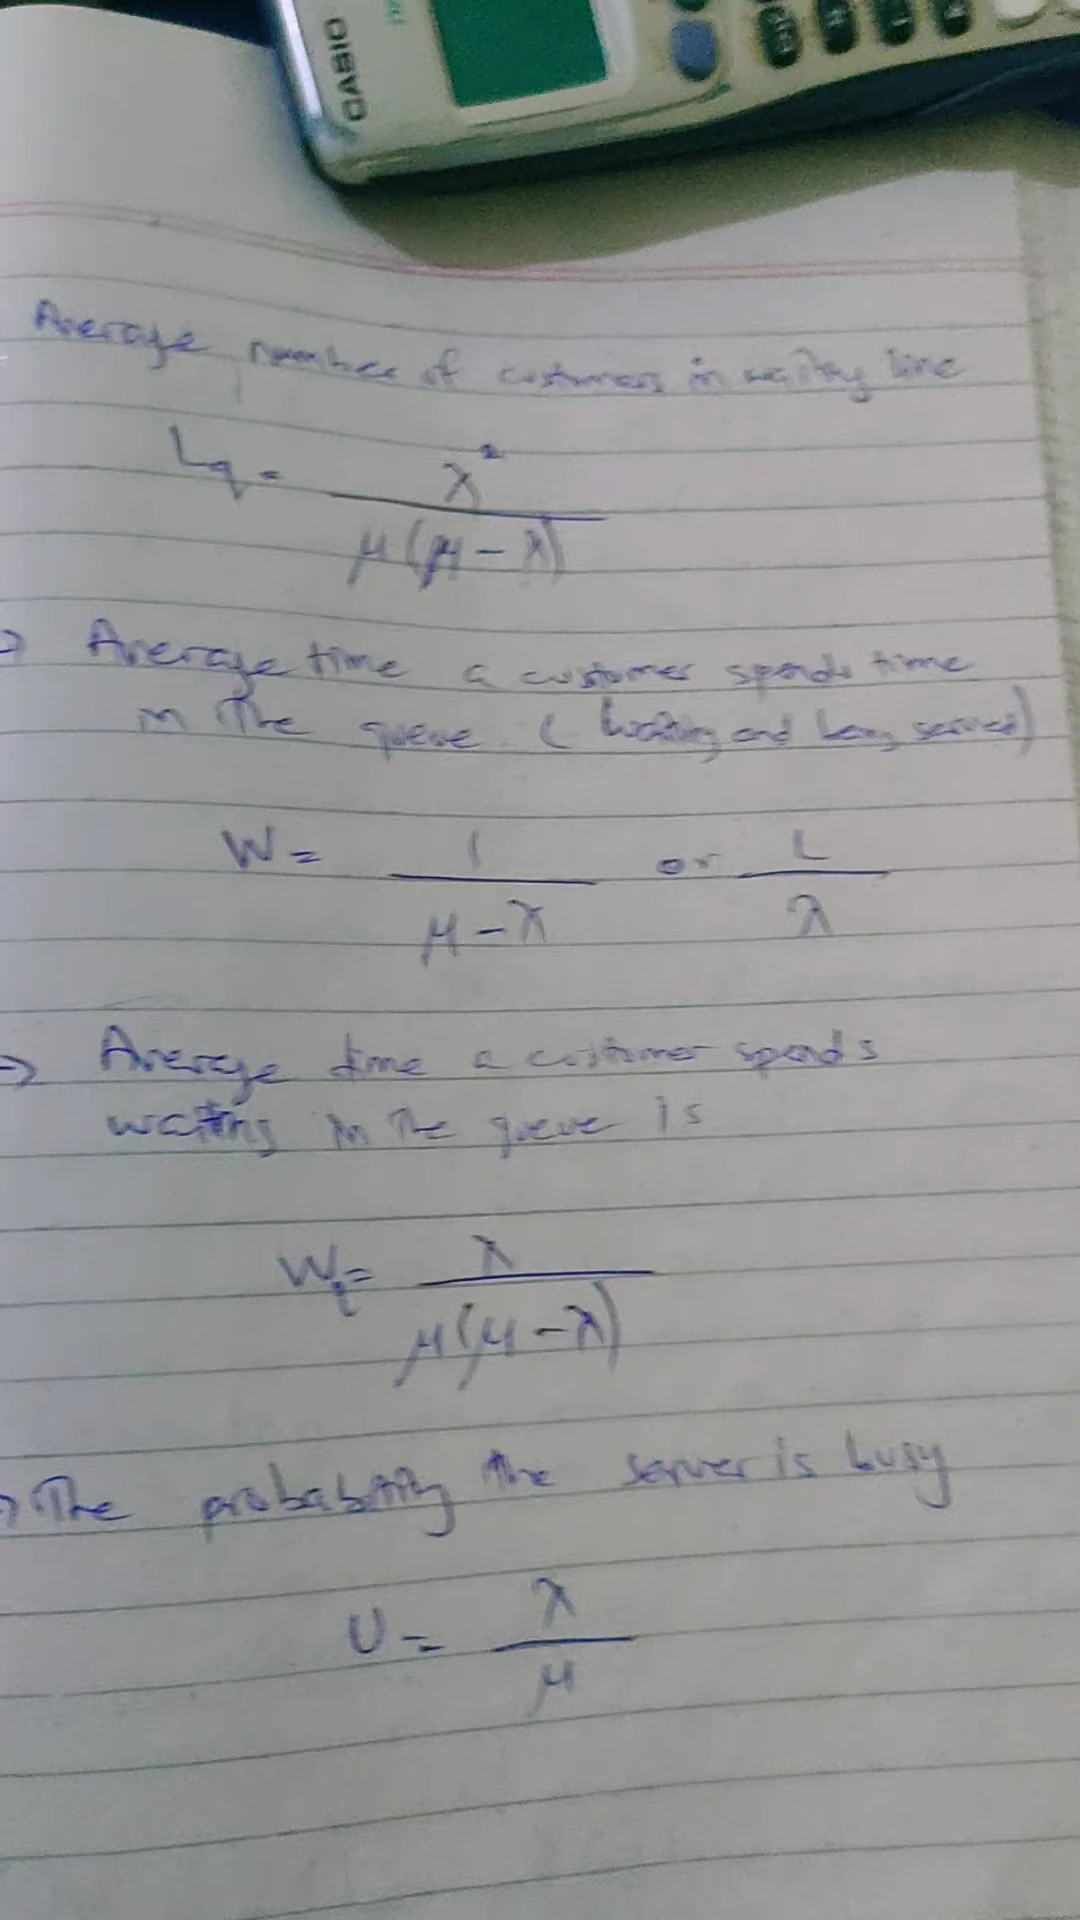 CASIO
Average number of customers in waiting line
Lq = λ²
μ(μ - λ)
→ Average time a customer spends time
in the queue. ( Waiting and being served)
W = 1 or L
μ - λ λ
→ Average time a customer spends
waiting in the queue is
Wq = λ
μ(μ - λ)
→ The probability the server is busy
U = λ
μ